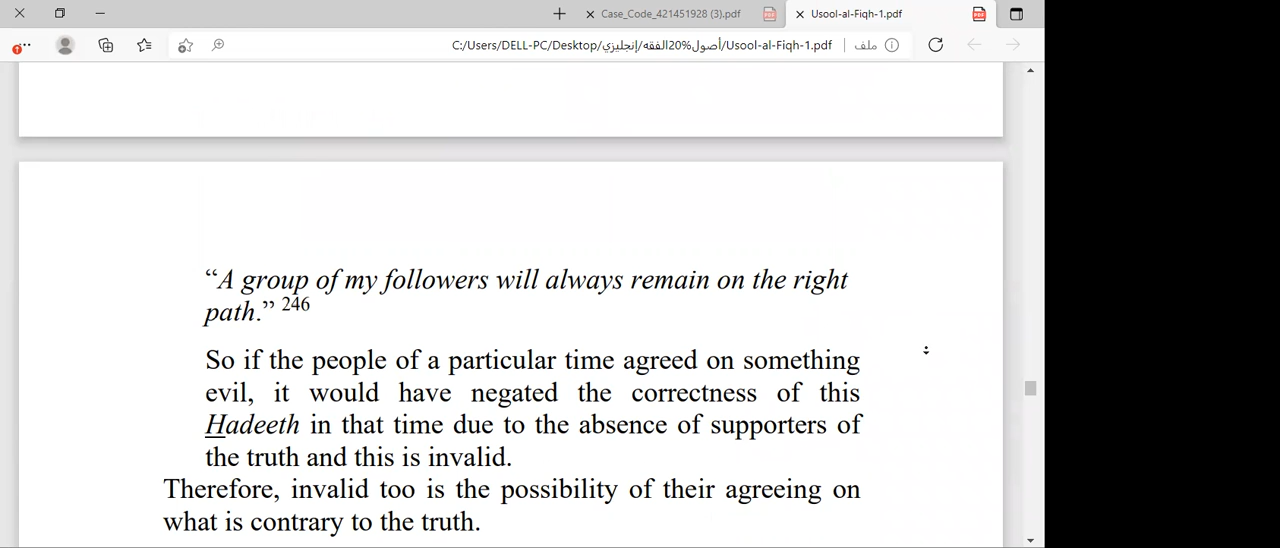 Case_Code_421451928 (3).pdf
Usool-al-Fiqh-1.pdf
C:/Users/DELL-PC/Desktop/أصول%20الفقه/إنجليزي/Usool-al-Fiqh-1.pdf
ملف
“A group of my followers will always remain on the right
path.” 246
So if the people of a particular time agreed on something
evil, it would have negated the correctness of this
Hadeeth in that time due to the absence of supporters of
the truth and this is invalid.
Therefore, invalid too is the possibility of their agreeing on
what is contrary to the truth.